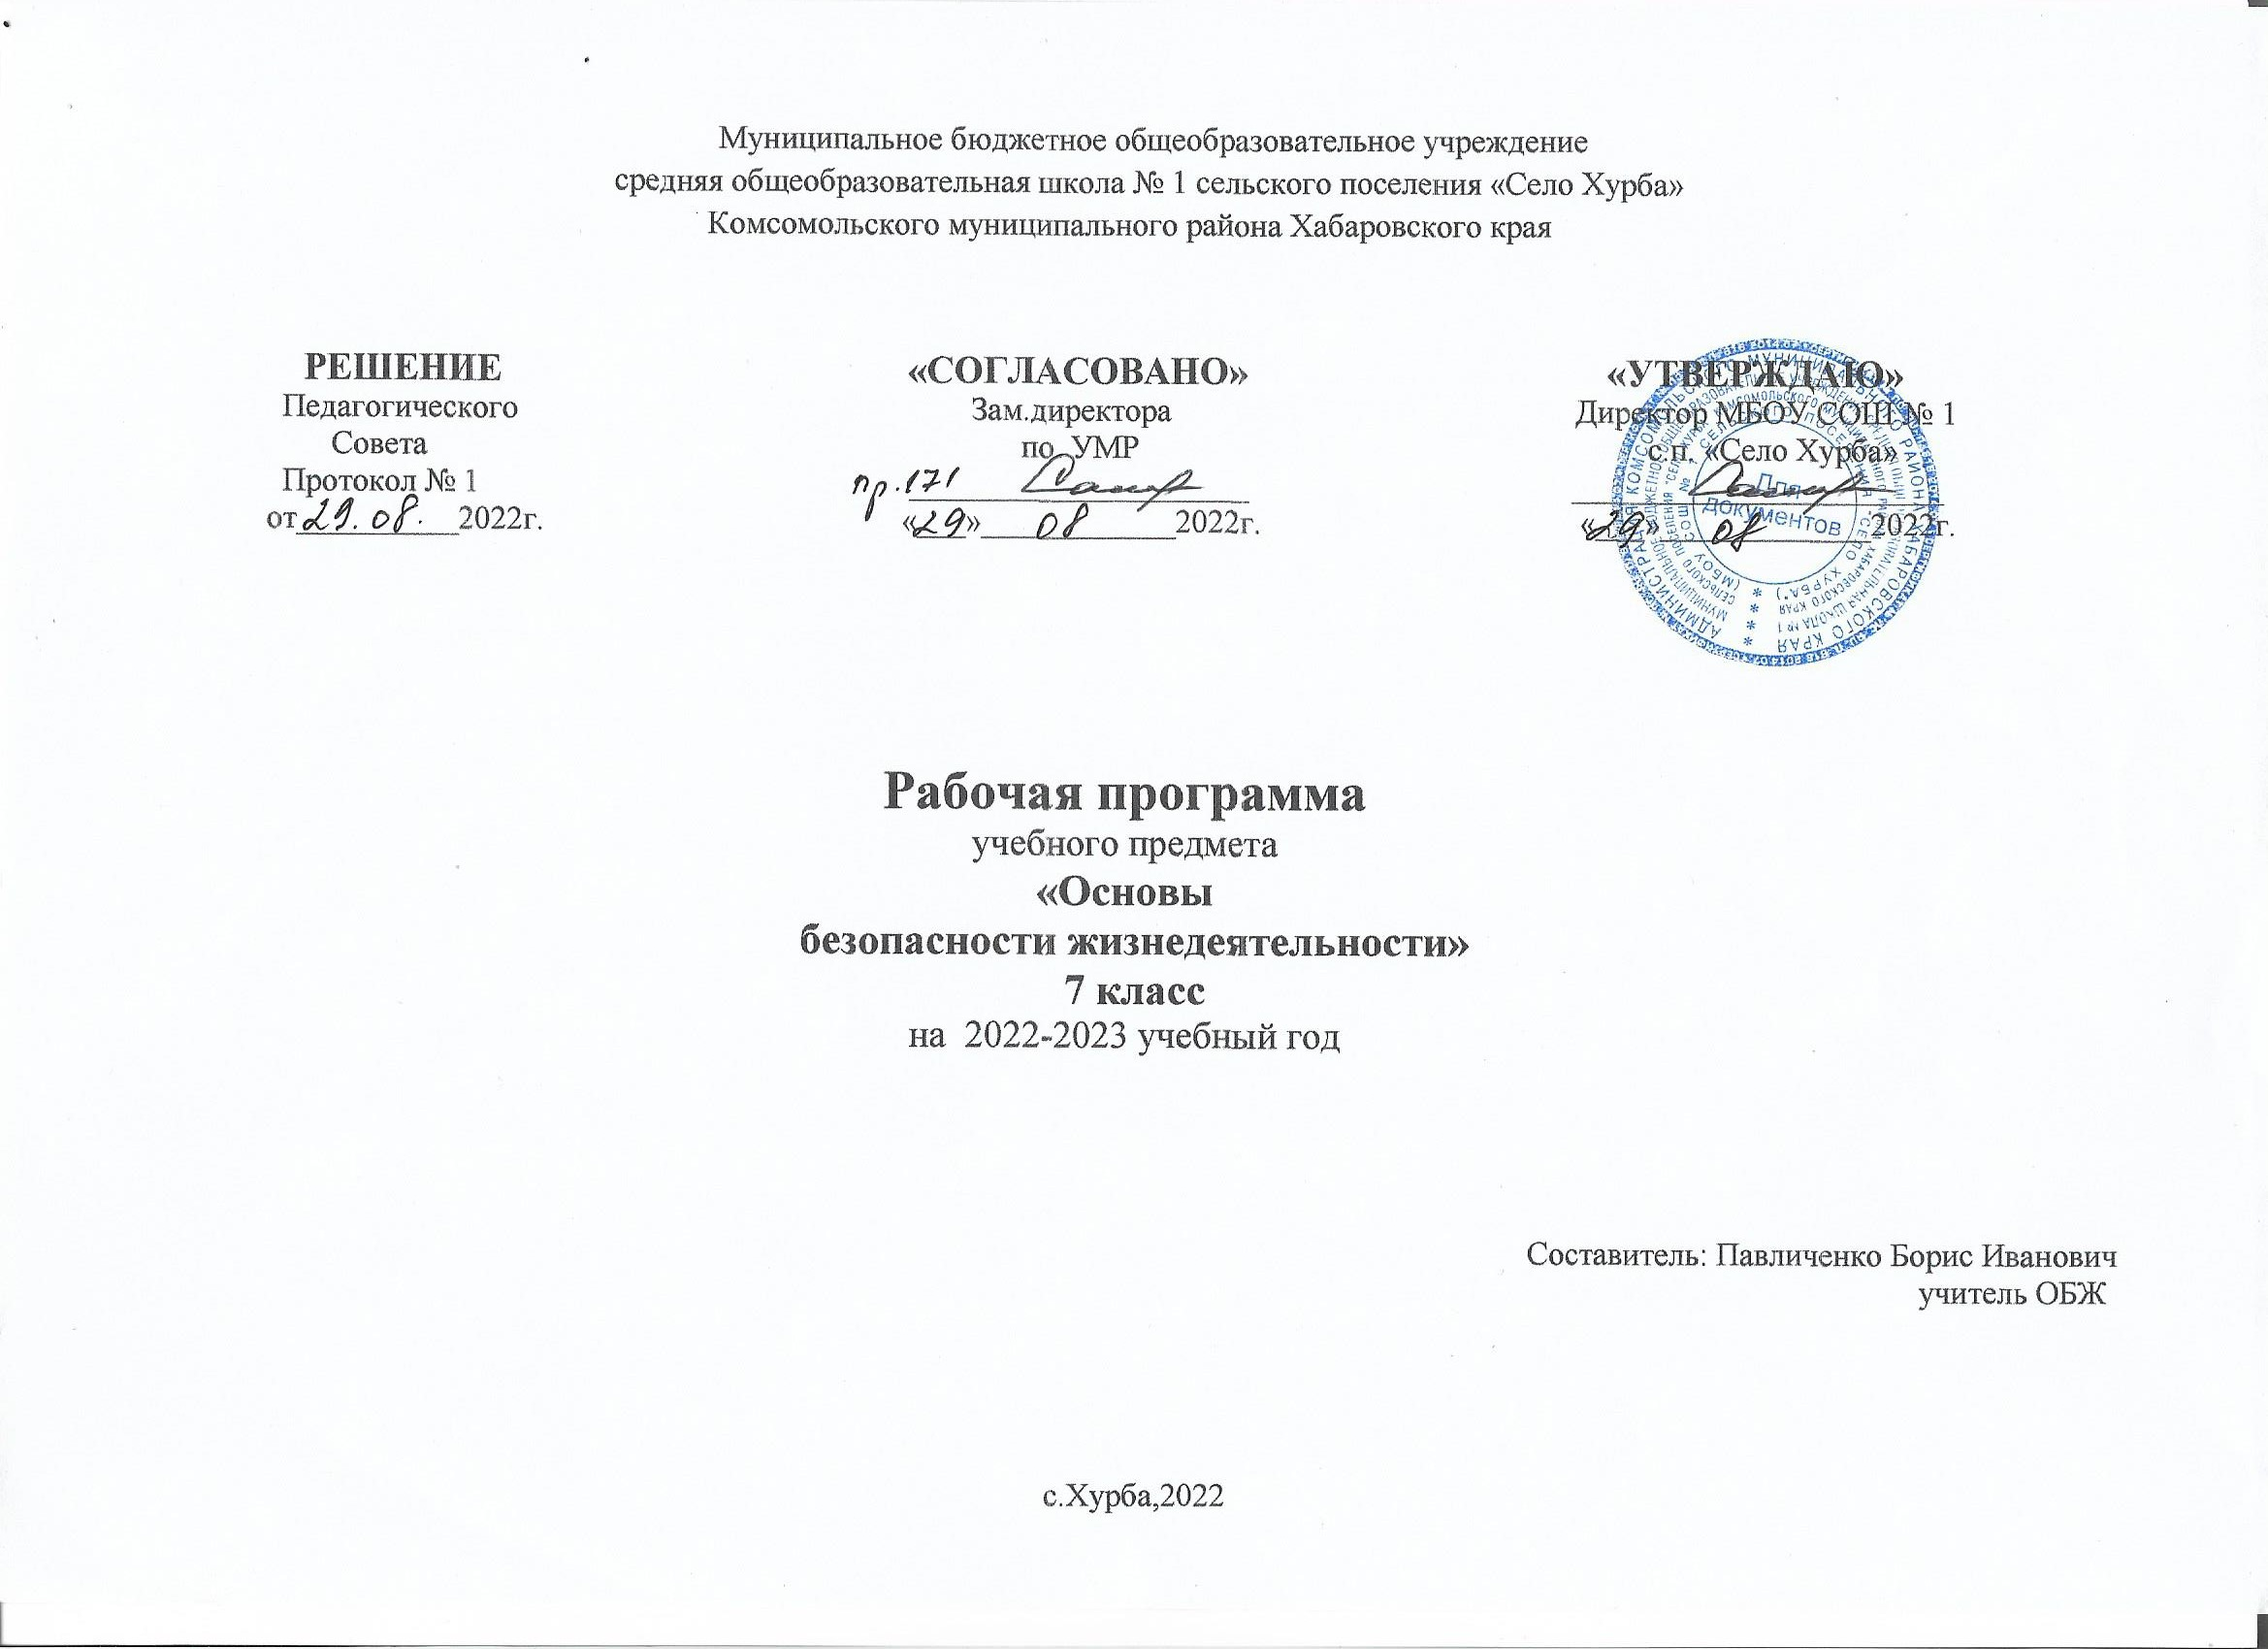 Муниципальное бюджетное общеобразовательное учреждение
средняя общеобразовательная школа № 1 сельского поселения «Село Хурба»
Комсомольского муниципального района Хабаровского края
РЕШЕНИЕ
Педагогического
Совета
Протокол № 1
от 29.08. 2022г.
«СОГЛАСОВАНО»
Зам.директора
по УМР
пр.171
«29» 08 2022г.
«УТВЕРЖДАЮ»
Директор МБОУ СОШ № 1
с.п. «Село Хурба»
«29» 08 2022г.
Для
документов
Рабочая программа
учебного предмета
«Основы
безопасности жизнедеятельности»
7 класс
на 2022-2023 учебный год
Составитель: Павличенко Борис Иванович
учитель ОБЖ
с.Хурба,2022